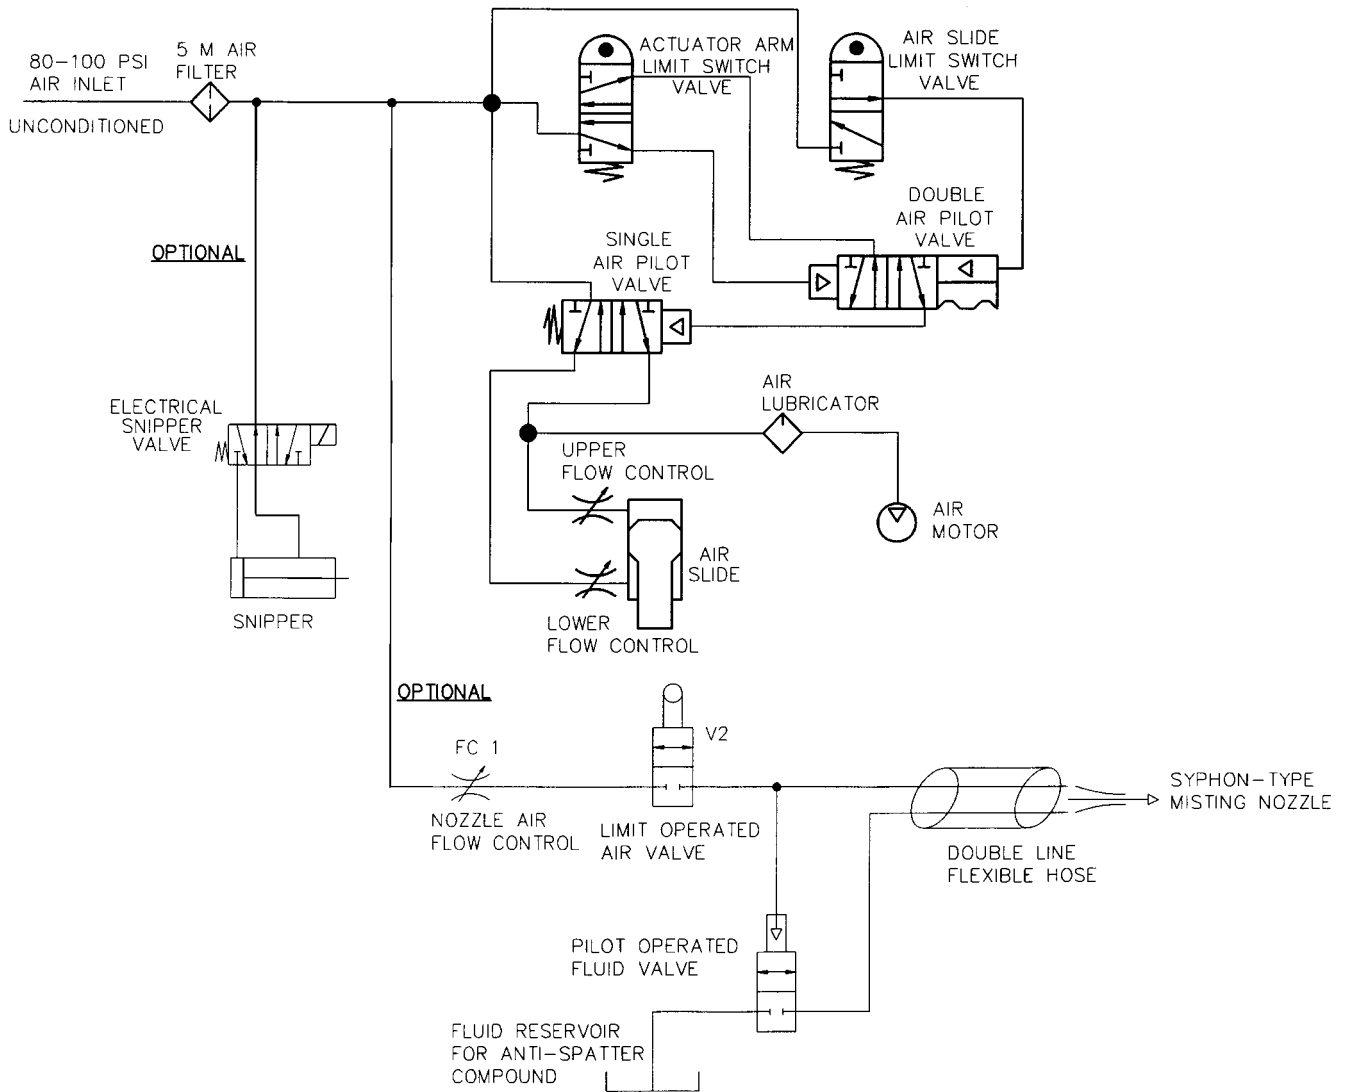 80-100 PSI
AIR INLET
UNCONDITIONED
5 M AIR
FILTER
ACTUATOR ARM
LIMIT SWITCH
VALVE
AIR SLIDE
LIMIT SWITCH
VALVE
DOUBLE
AIR PILOT
VALVE
OPTIONAL
SINGLE
AIR PILOT
VALVE
ELECTRICAL
SNIPPER
VALVE
AIR
LUBRICATOR
UPPER
FLOW CONTROL
AIR
MOTOR
AIR
SLIDE
SNIPPER
LOWER
FLOW CONTROL
OPTIONAL
V2
FC 1
NOZZLE AIR
FLOW CONTROL
LIMIT OPERATED
AIR VALVE
SYPHON-TYPE
MISTING NOZZLE
DOUBLE LINE
FLEXIBLE HOSE
PILOT OPERATED
FLUID VALVE
FLUID RESERVOIR
FOR ANTI-SPATTER
COMPOUND